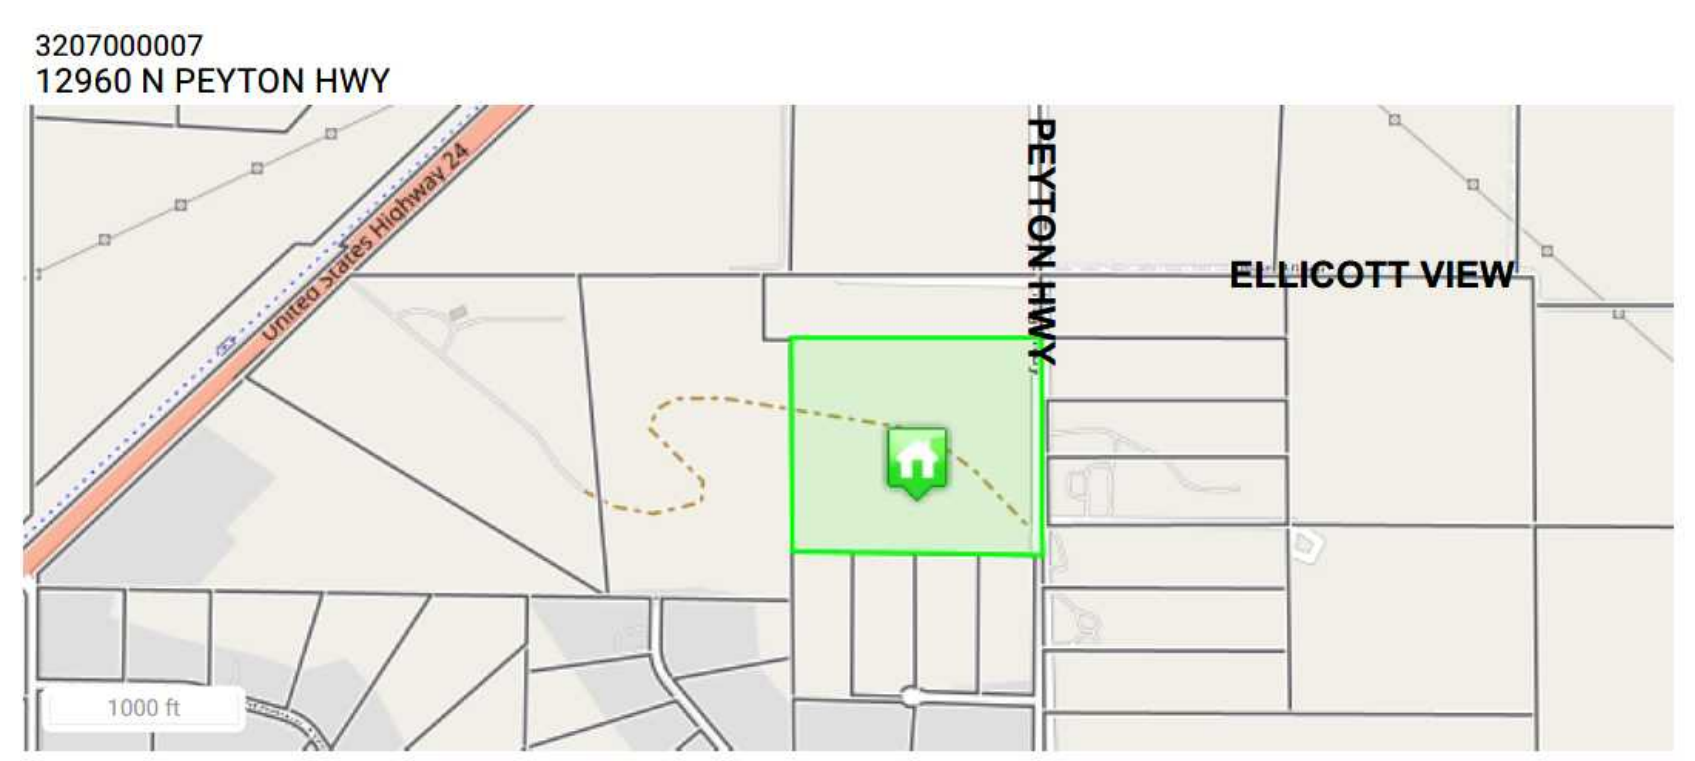 3207000007
12960 N PEYTON HWY
United States Highway 24
PEYTON HWY
ELLICOTT VIEW
1000 ft